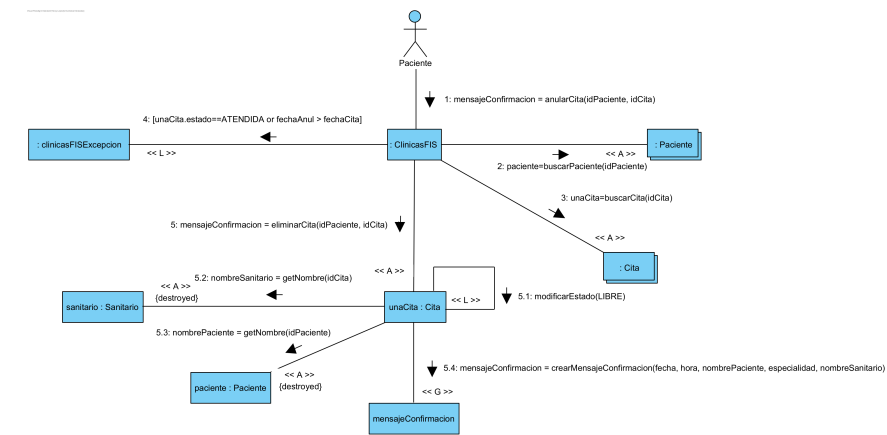 Paciente
1: mensajeConfirmacion = anularCita(idPaciente, idCita)
4: [unaCita.estado==ATENDIDA or fechaAnul > fechaCita]
: clinicasFISExcepcion
<< L >>
: ClinicasFIS
: Paciente
<< A >>
2: paciente=buscarPaciente(idPaciente)
3: unaCita=buscarCita(idCita)
5: mensajeConfirmacion = eliminarCita(idPaciente, idCita)
<< A >>
: Cita
<< A >>
5.2: nombreSanitario = getNombre(idCita)
<< A >>
{destroyed}
sanitario : Sanitario
unaCita : Cita
<< L >>
5.1: modificarEstado(LIBRE)
5.3: nombrePaciente = getNombre(idPaciente)
<< A >>
{destroyed}
paciente : Paciente
5.4: mensajeConfirmacion = crearMensajeConfirmacion(fecha, hora, nombrePaciente, especialidad, nombreSanitario)
<< G >>
mensajeConfirmacion